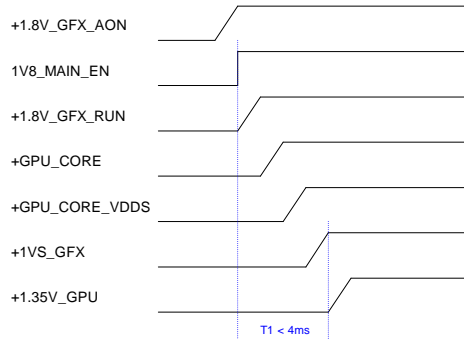 +1.8V_GFX_AON
1V8_MAIN_EN
+1.8V_GFX_RUN
+GPU_CORE
+GPU_CORE_VDDS
+1VS_GFX
+1.35V_GPU
T1 < 4ms